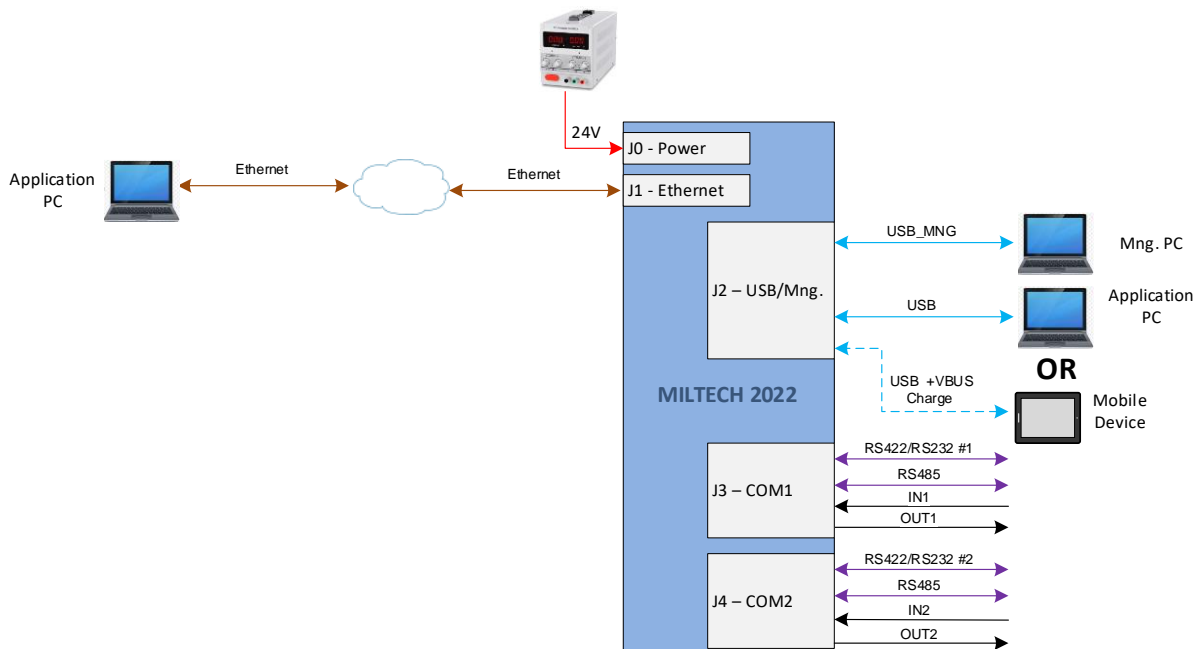 24V
J0 - Power
Application
PC
Ethernet
Ethernet
J1 - Ethernet
J2 – USB/Mng.
USB_MNG
Mng. PC
USB
Application
PC
OR
USB +VBUS
Charge
Mobile
Device
MILTECH 2022
J3 – COM1
RS422/RS232 #1
RS485
IN1
OUT1
J4 – COM2
RS422/RS232 #2
RS485
IN2
OUT2